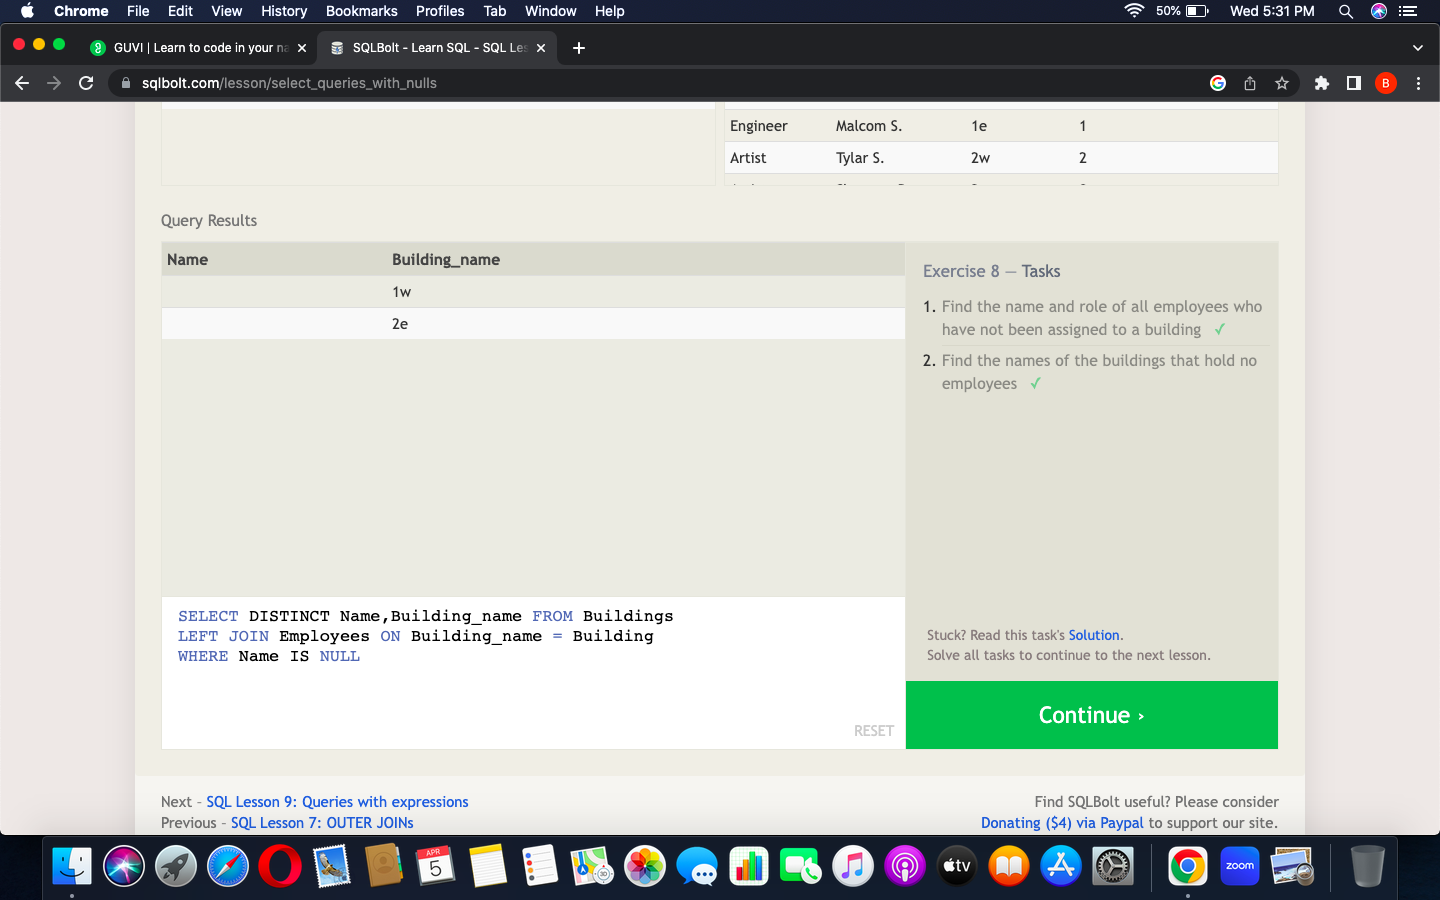 Chrome File Edit View History Bookmarks Profiles Tab Window Help 50% Wed 5:31 PM
GUVI | Learn to code in your na SQLBolt - Learn SQL - SQL Les
sqlbolt.com/lesson/select_queries_with_nulls B
Engineer Malcom S. 1e 1
Artist Tylar S. 2w 2
Query Results
Name Building_name
1w
2e
Exercise 8 — Tasks
1. Find the name and role of all employees who
have not been assigned to a building ✓
2. Find the names of the buildings that hold no
employees ✓
SELECT DISTINCT Name,Building_name FROM Buildings
LEFT JOIN Employees ON Building_name = Building
WHERE Name IS NULL
RESET
Stuck? Read this task's Solution.
Solve all tasks to continue to the next lesson.
Continue ›
Next – SQL Lesson 9: Queries with expressions
Previous – SQL Lesson 7: OUTER JOINs
Find SQLBolt useful? Please consider
Donating ($4) via Paypal to support our site.
APR
5
3D
tv
zoom